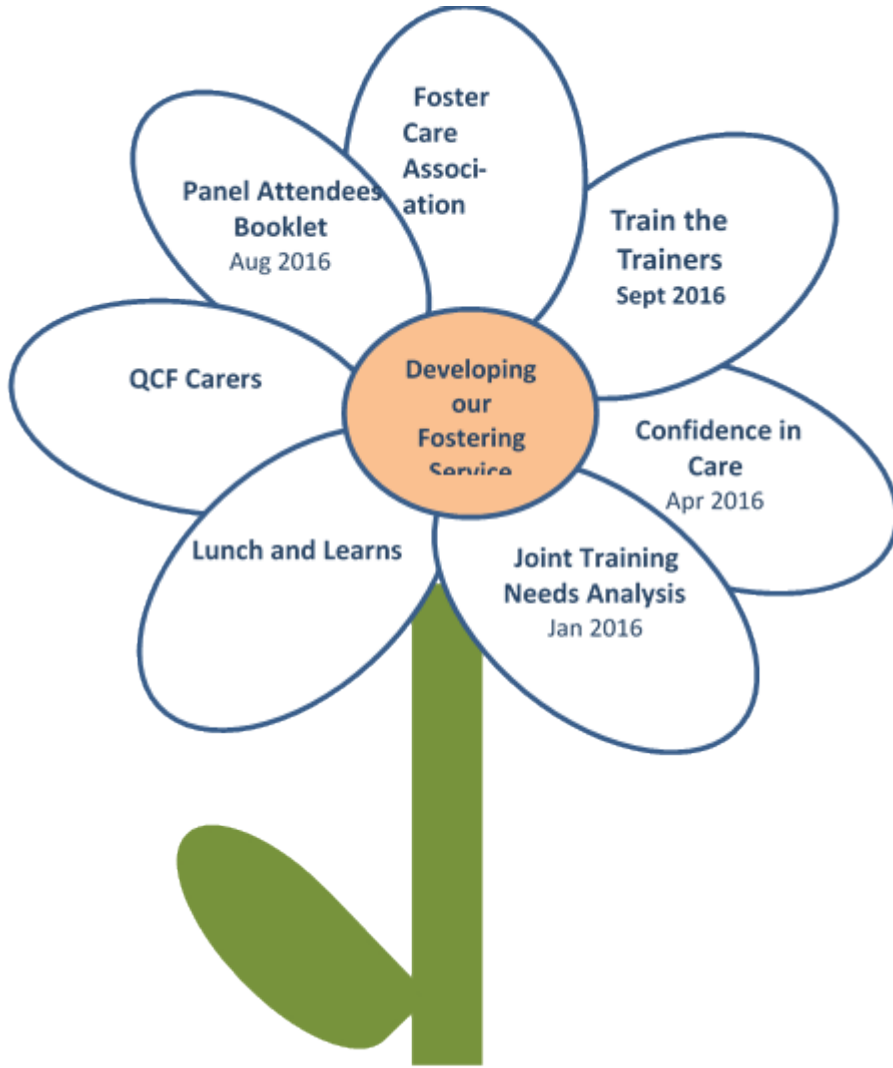 Foster
Care
Associ-
ation
Panel Attendees
Booklet
Aug 2016
Train the
Trainers
Sept 2016
QCF Carers
Developing
our
Fostering
Service
Confidence in
Care
Apr 2016
Lunch and Learns
Joint Training
Needs Analysis
Jan 2016